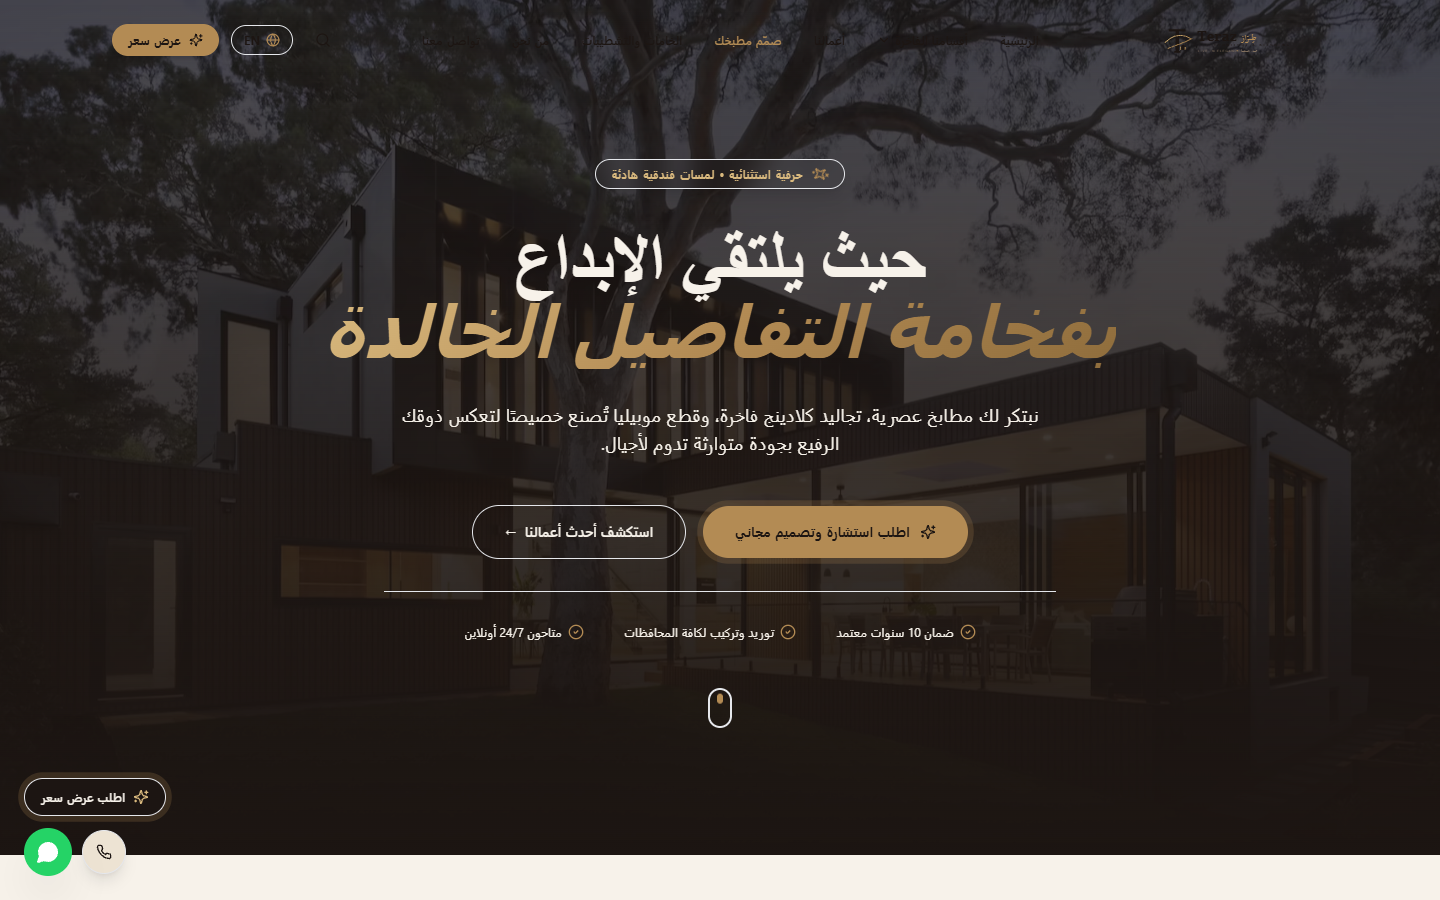 صمّم مطبخك
عرض سعر
حرفية استثنائية • لمسات فندقية هادئة
حيث يلتقي الإبداع
بفخامة التفاصيل الخالدة
نبتكر لك مطابخ عصرية، تجاليد كلادينج فاخرة، وقطع موبيليا تُصنع خصيصًا لتعكس ذوقك
الرفيع بجودة متوارثة تدوم لأجيال.
اطلب استشارة وتصميم مجاني
استكشف أحدث أعمالنا ←
ضمان 10 سنوات معتمد
توريد وتركيب لكافة المحافظات
متاحون 24/7 أونلاين
اطلب عرض سعر